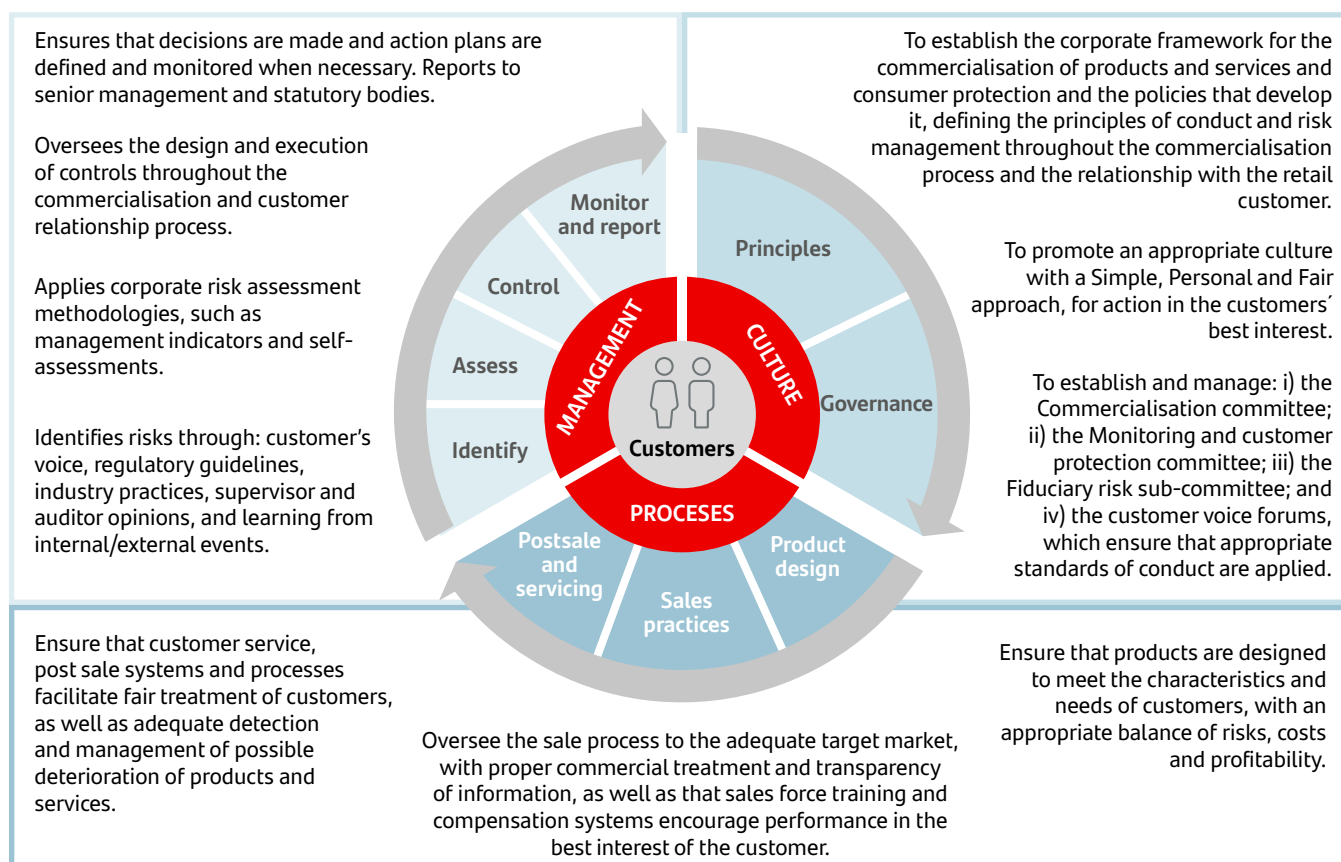 Ensures that decisions are made and action plans are
defined and monitored when necessary. Reports to
senior management and statutory bodies.
Oversees the design and execution
of controls throughout the
commercialisation and customer
relationship process.
Applies corporate risk assessment
methodologies, such as
management indicators and self-
assessments.
Identifies risks through: customer’s
voice, regulatory guidelines,
industry practices, supervisor and
auditor opinions, and learning from
internal/external events.
To establish the corporate framework for the
commercialisation of products and services and
consumer protection and the policies that develop
it, defining the principles of conduct and risk
management throughout the commercialisation
process and the relationship with the retail
customer.
To promote an appropriate culture
with a Simple, Personal and Fair
approach, for action in the customers´
best interest.
To establish and manage: i) the
Commercialisation committee;
ii) the Monitoring and customer
protection committee; iii) the
Fiduciary risk sub-committee; and
iv) the customer voice forums,
which ensure that appropriate
standards of conduct are applied.
Monitor
and report
Control
Assess
Identify
MANAGEMENT
Principles
Governance
CULTURE
Customers
PROCESES
Postsale
and
servicing
Sales
practices
Product
design
Ensure that customer service,
post sale systems and processes
facilitate fair treatment of customers,
as well as adequate detection
and management of possible
deterioration of products and
services.
Oversee the sale process to the adequate target market,
with proper commercial treatment and transparency
of information, as well as that sales force training and
compensation systems encourage performance in the
best interest of the customer.
Ensure that products are designed
to meet the characteristics and
needs of customers, with an
appropriate balance of risks, costs
and profitability.